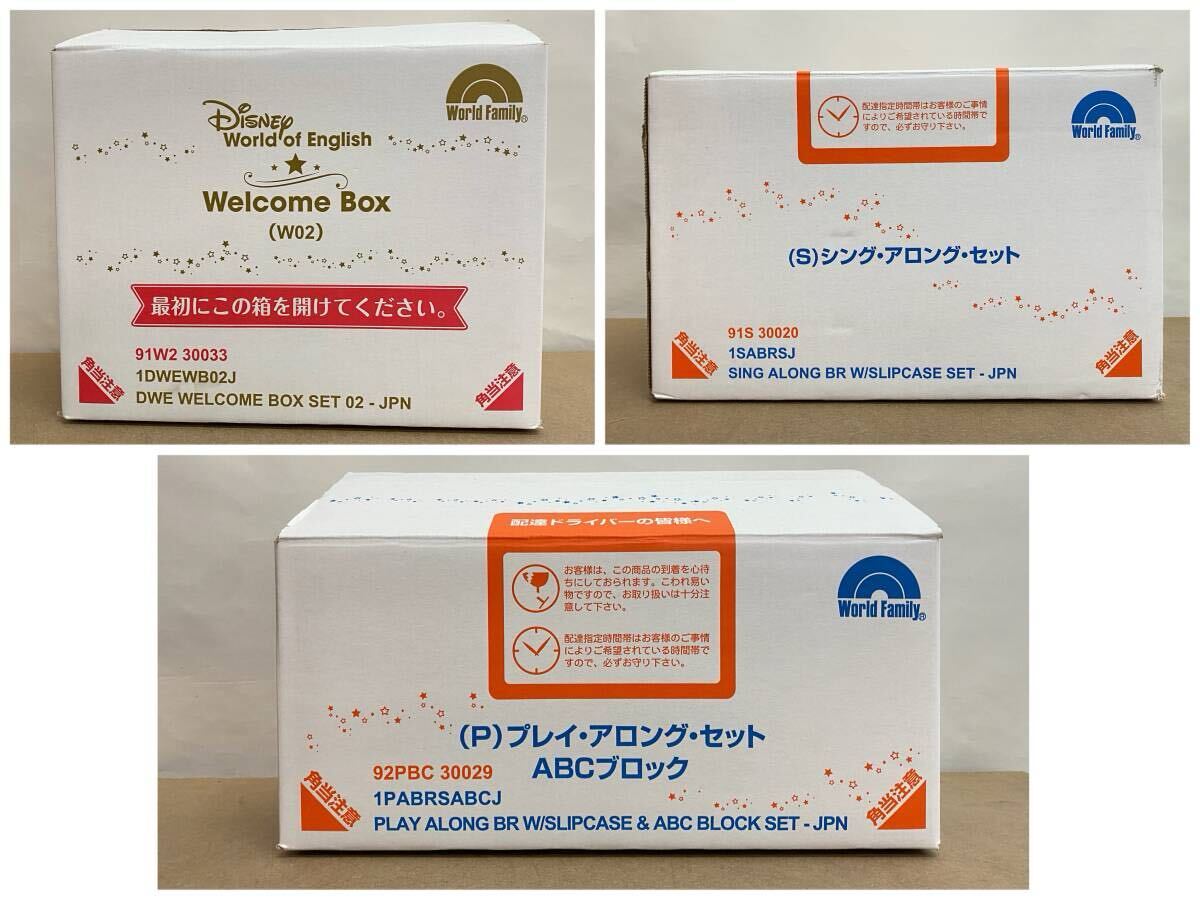 Disney
World of English
World Family®
Welcome Box
(W02)
最初にこの箱を開けてください。
91W2 30033
1DWEWB02J
DWE WELCOME BOX SET 02 - JPN
角当注意
角当注意
配達指定時間帯はお客様のご事情
によりご希望されている時間帯で
すので、必ずお守り下さい。
World Family®
(S)シング・アロング・セット
91S 30020
1SABRSJ
SING ALONG BR W/SLIPCASE SET - JPN
角当注意
角当注意
配達ドライバーの皆様へ
お客様は、この商品の到着を心待
ちにしておられます。こわれ易い
物ですので、お取り扱いは十分注
意して下さい。
配達指定時間帯はお客様のご事情
によりご希望されている時間帯で
すので、必ずお守り下さい。
World Family®
(P)プレイ・アロング・セット
ABCブロック
92PBC 30029
1PABRSABCJ
PLAY ALONG BR W/SLIPCASE & ABC BLOCK SET - JPN
角当注意
角当注意